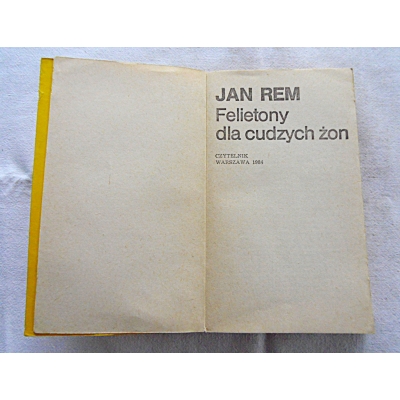 JAN REM
Felietony
dla cudzych żon
CZYTELNIK
WARSZAWA 1984